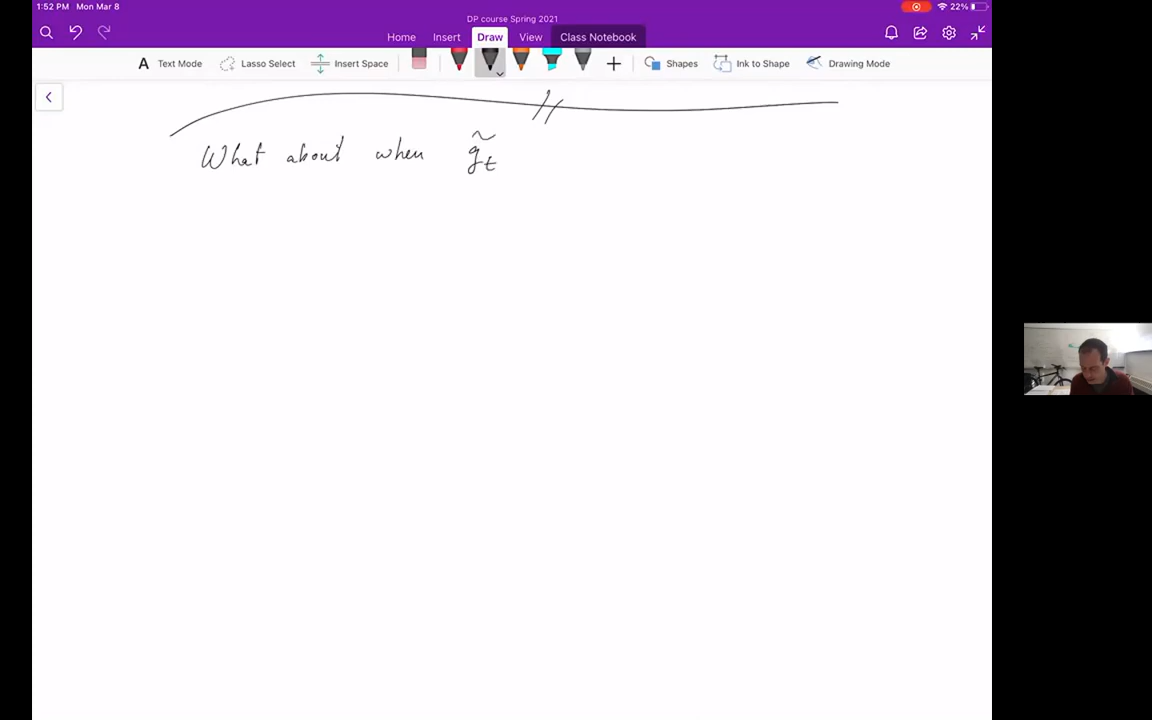 1:52 PM Mon Mar 8
22%
DP course Spring 2021
Home Insert Draw View Class Notebook
A Text Mode Lasso Select Insert Space Shapes Ink to Shape Drawing Mode
What about when g̃ₜ